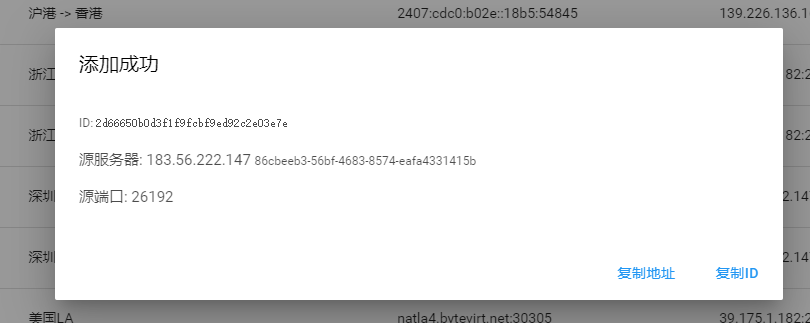 沪港 -> 香港 2407:cdc0:b02e::18b5:54845 139.226.136.1
添加成功
浙江 82:2
ID: 2d66650b0d3f1f9fcbf9ed92c2e03e7e
浙江 82:2
源服务器: 183.56.222.147 86cbeeb3-56bf-4683-8574-eafa4331415b
深圳 2.147
源端口: 26192
深圳 2.147
复制地址 复制ID
美国LA natla4.bytevirt.net:30305 39.175.1.182:2